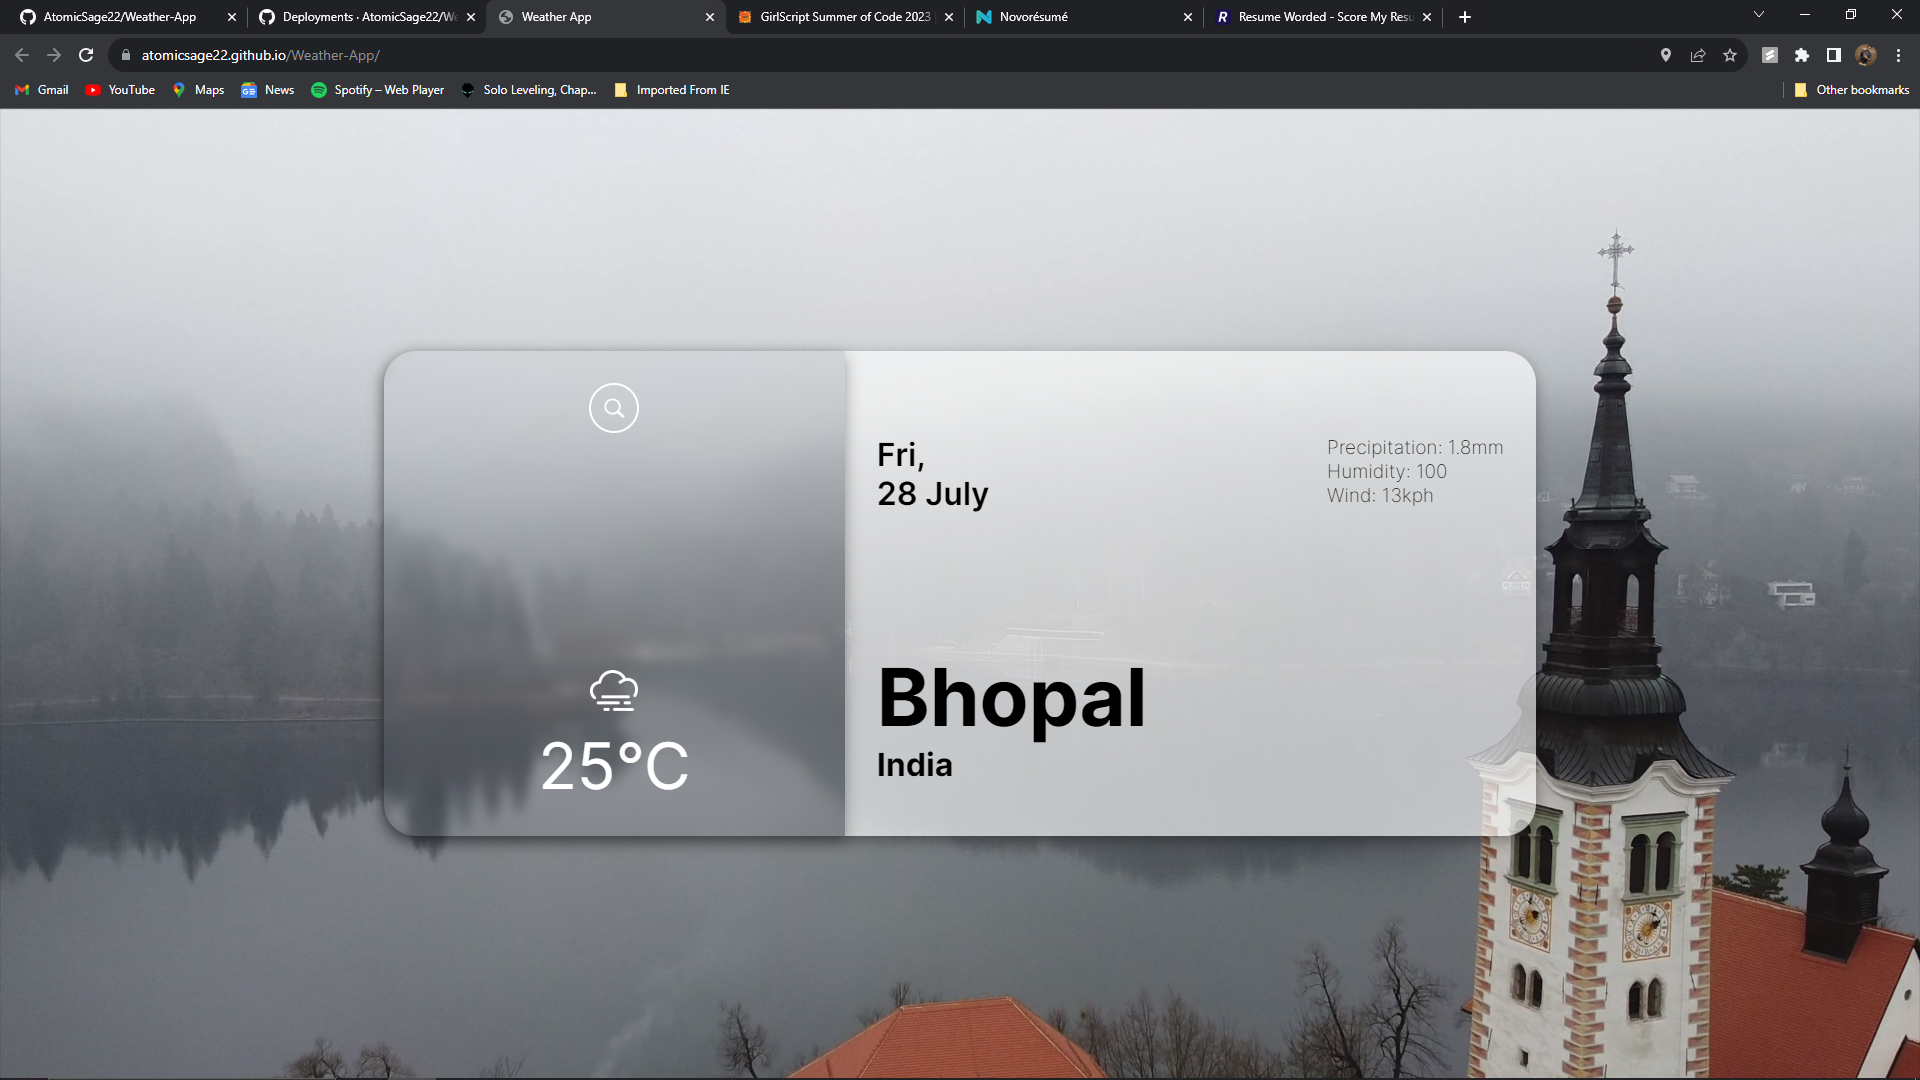 AtomicSage22/Weather-App
Deployments · AtomicSage22/We
Weather App
GirlScript Summer of Code 2023
Novorésumé
Resume Worded - Score My Resu
atomicsage22.github.io/Weather-App/
Gmail
YouTube
Maps
News
Spotify – Web Player
Solo Leveling, Chap...
Imported From IE
Other bookmarks
Fri,
28 July
Precipitation: 1.8mm
Humidity: 100
Wind: 13kph
25°C
Bhopal
India